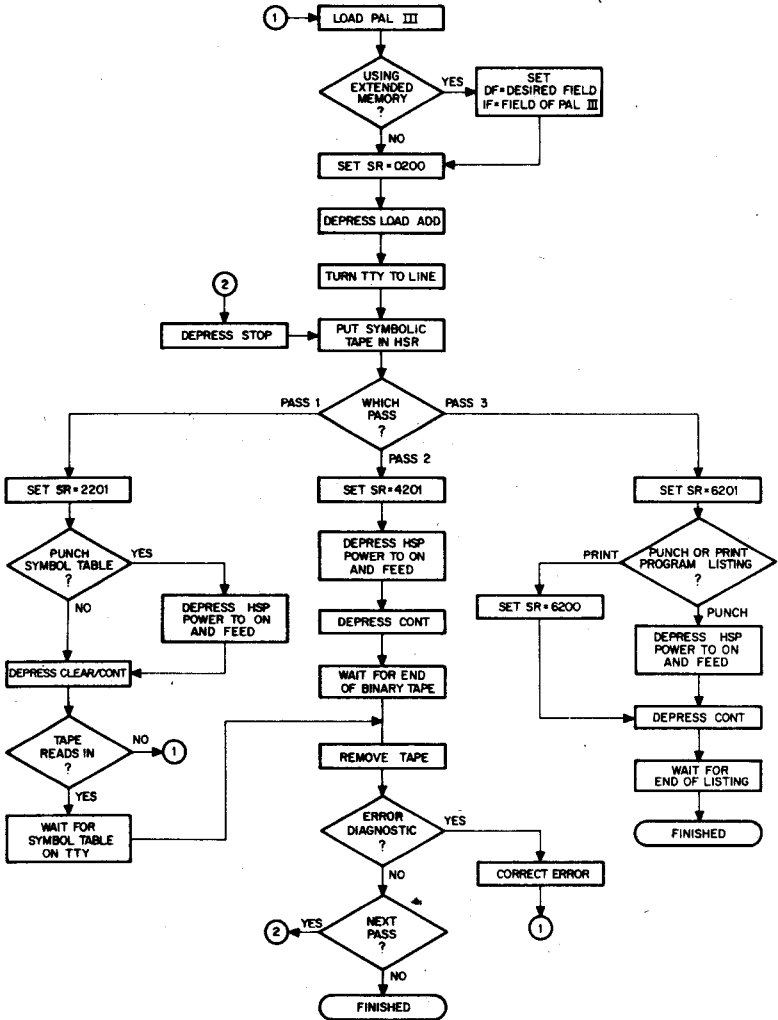 1
LOAD PAL III
USING
EXTENDED
MEMORY
?
YES
SET
DF=DESIRED FIELD
IF=FIELD OF PAL III
NO
SET SR=0200
DEPRESS LOAD ADD
TURN TTY TO LINE
2
DEPRESS STOP
PUT SYMBOLIC
TAPE IN HSR
PASS 1
WHICH
PASS
?
PASS 3
PASS 2
SET SR=2201
SET SR=4201
SET SR=6201
PUNCH
SYMBOL TABLE
?
YES
NO
DEPRESS HSP
POWER TO ON
AND FEED
DEPRESS HSP
POWER TO ON
AND FEED
PRINT
PUNCH OR PRINT
PROGRAM LISTING
?
PUNCH
SET SR=6200
DEPRESS CONT
DEPRESS HSP
POWER TO ON
AND FEED
DEPRESS CLEAR/CONT
WAIT FOR END
OF BINARY TAPE
DEPRESS CONT
TAPE
READS IN
?
NO
1
YES
REMOVE TAPE
WAIT FOR
END OF LISTING
WAIT FOR
SYMBOL TABLE
ON TTY
ERROR
DIAGNOSTIC
?
YES
FINISHED
NO
CORRECT ERROR
1
2
YES
NEXT
PASS
?
NO
FINISHED